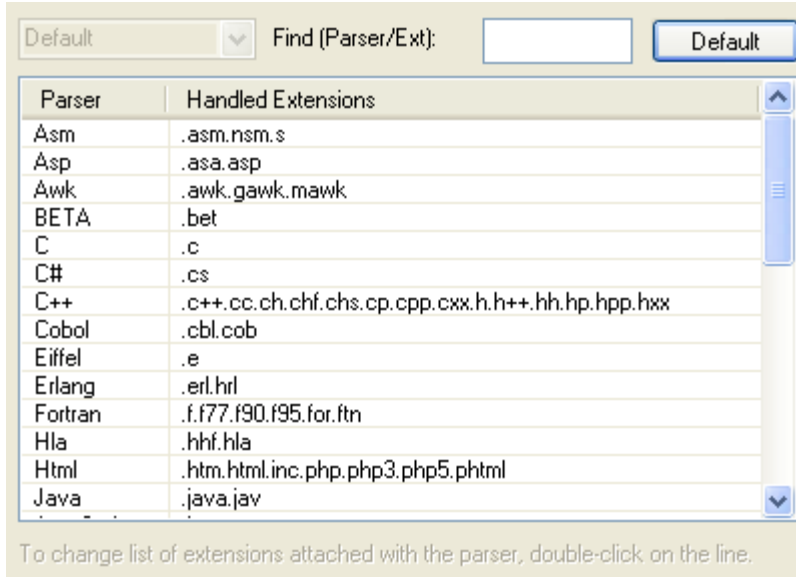 Default Find (Parser/Ext): Default
Parser Handled Extensions
Asm .asm.nsm.s
Asp .asa.asp
Awk .awk.gawk.mawk
BETA .bet
C .c
C# .cs
C++ .c++.cc.ch.chf.chs.cp.cpp.cxx.h.h++.hh.hp.hpp.hxx
Cobol .cbl.cob
Eiffel .e
Erlang .erl.hrl
Fortran .f.f77.f90.f95.for.ftn
Hla .hhf.hla
Html .htm.html.inc.php.php3.php5.phtml
Java .java.jav
To change list of extensions attached with the parser, double-click on the line.